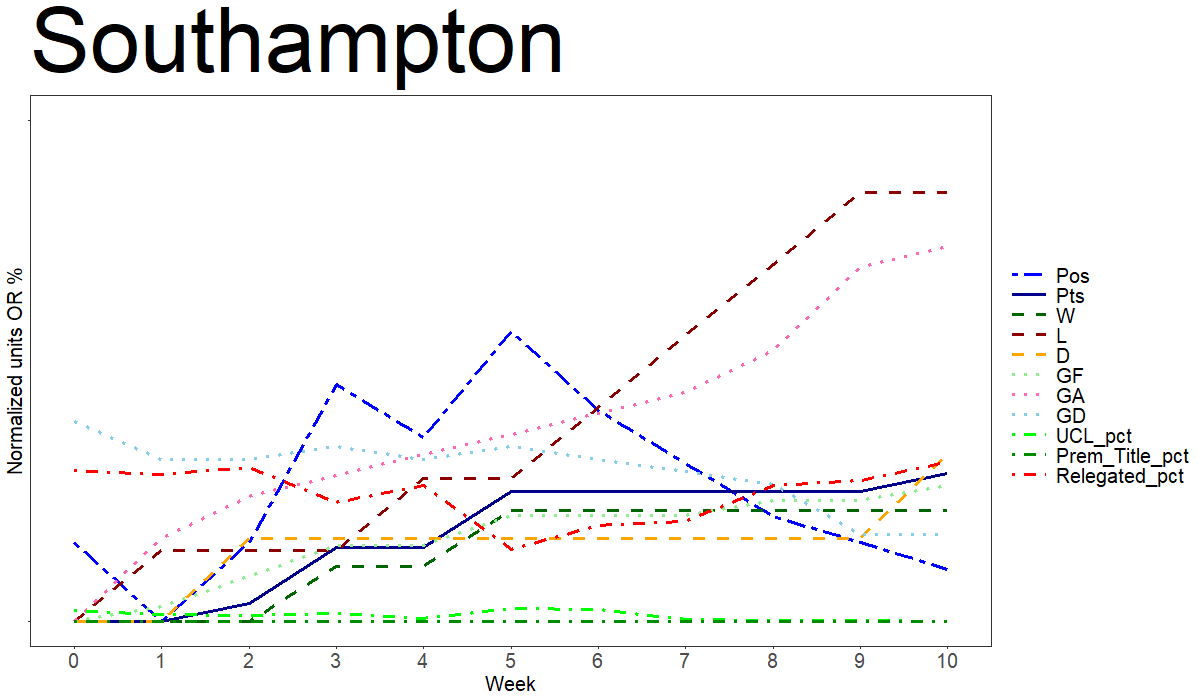 Southampton
Normalized units OR %
0 1 2 3 4 5 6 7 8 9 10
Week
Pos
Pts
W
L
D
GF
GA
GD
UCL_pct
Prem_Title_pct
Relegated_pct